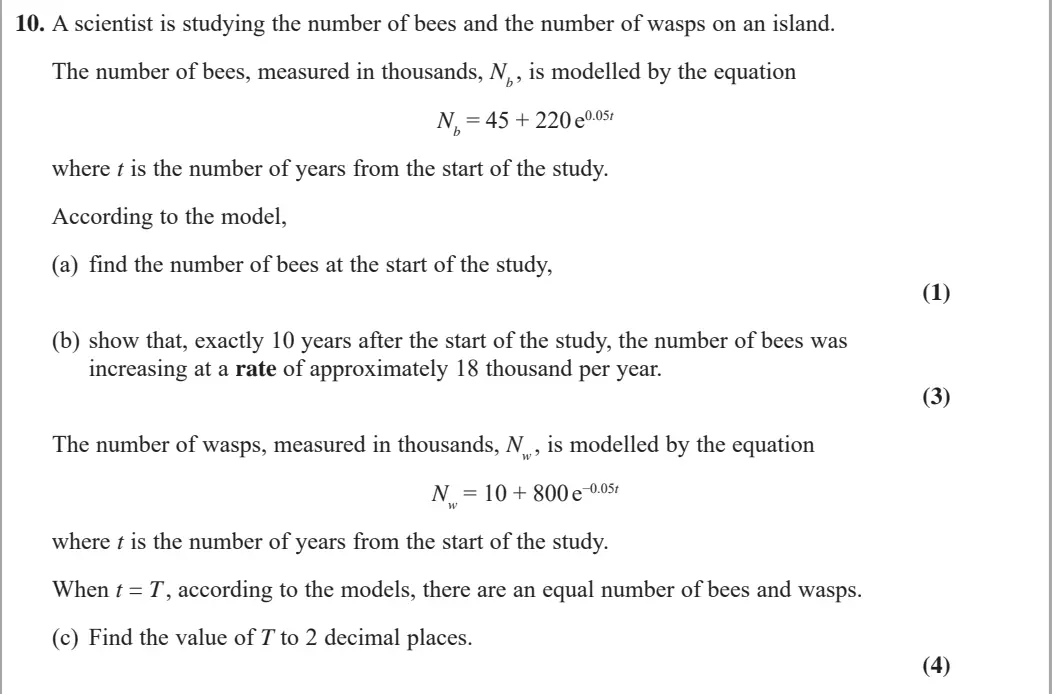 10. A scientist is studying the number of bees and the number of wasps on an island.
The number of bees, measured in thousands, N_b, is modelled by the equation
N_b = 45 + 220 e^{0.05t}
where t is the number of years from the start of the study.
According to the model,
(a) find the number of bees at the start of the study,
(1)
(b) show that, exactly 10 years after the start of the study, the number of bees was
increasing at a rate of approximately 18 thousand per year.
(3)
The number of wasps, measured in thousands, N_w, is modelled by the equation
N_w = 10 + 800 e^{–0.05t}
where t is the number of years from the start of the study.
When t = T, according to the models, there are an equal number of bees and wasps.
(c) Find the value of T to 2 decimal places.
(4)